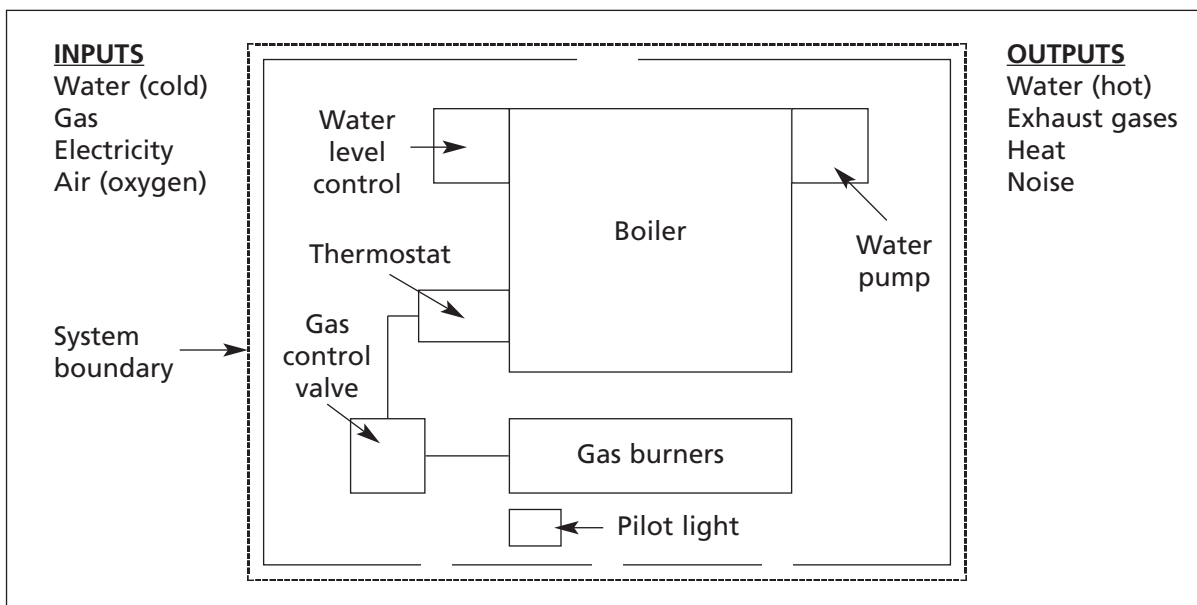 INPUTS
Water (cold)
Gas
Electricity
Air (oxygen)
System
boundary
Water
level
control
Thermostat
Gas
control
valve
Boiler
Gas burners
Pilot light
Water
pump
OUTPUTS
Water (hot)
Exhaust gases
Heat
Noise